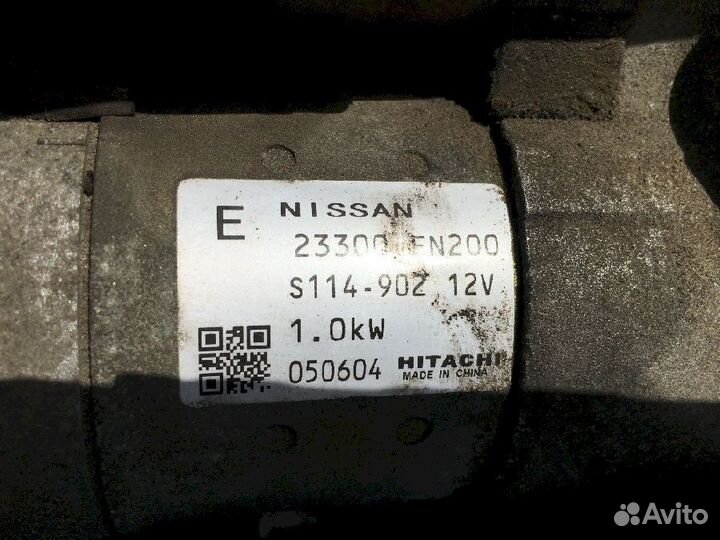 E NISSAN
23300 EN200
S114-902 12V
1.0kW
050604 HITACHI
MADE IN CHINA
Avito